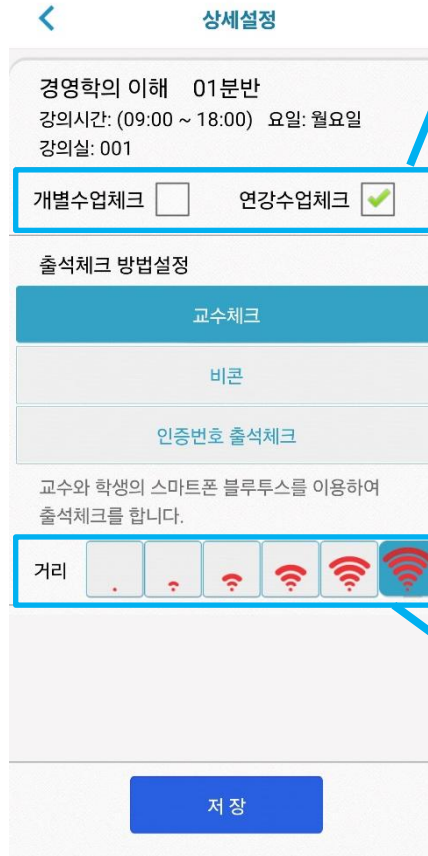 상세설정
경영학의 이해 01분반
강의시간: (09:00 ~ 18:00) 요일: 월요일
강의실: 001
개별수업체크 연강수업체크
출석체크 방법설정
교수체크
비콘
인증번호 출석체크
교수와 학생의 스마트폰 블루투스를 이용하여
출석체크를 합니다.
거리
저 장